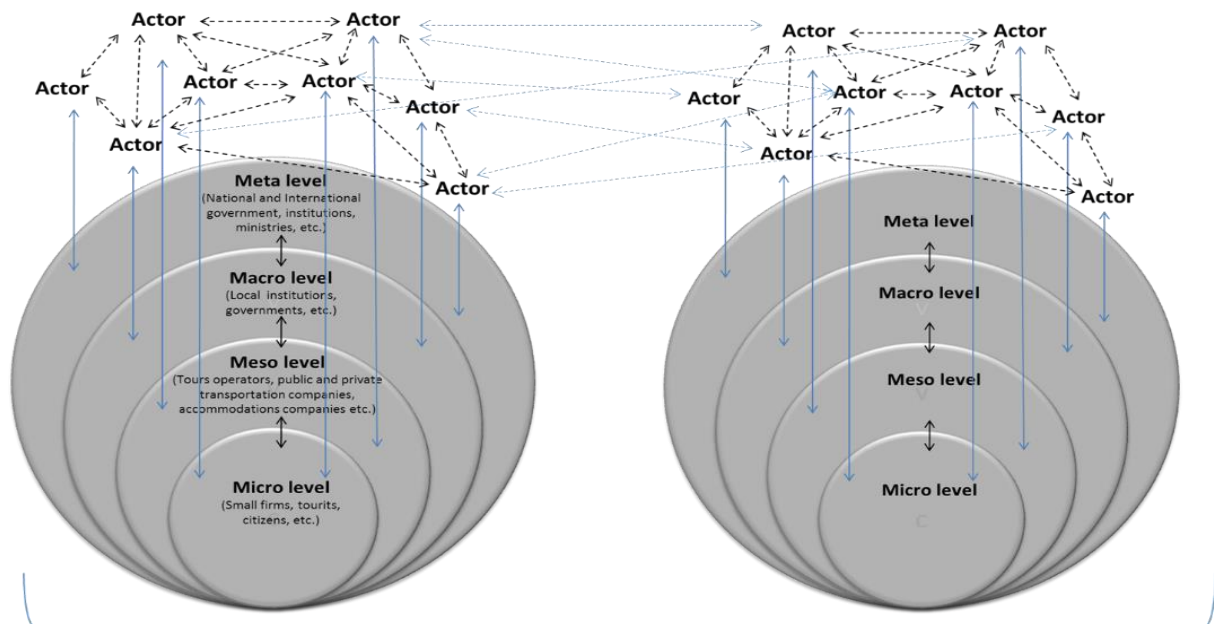 Actor
Actor
Actor
Actor
Actor
Actor
Actor
Actor
Meta level
(National and International
government, institutions,
ministries, etc.)
Macro level
(Local institutions,
governments, etc.)
Meso level
(Tours operators, public and private
transportation companies,
accommodations companies etc.)
Micro level
(Small firms, tourits,
citizens, etc.)
Actor
Actor
Actor
Actor
Actor
Actor
Actor
Actor
Meta level
Macro level
V
Meso level
V
Micro level
C